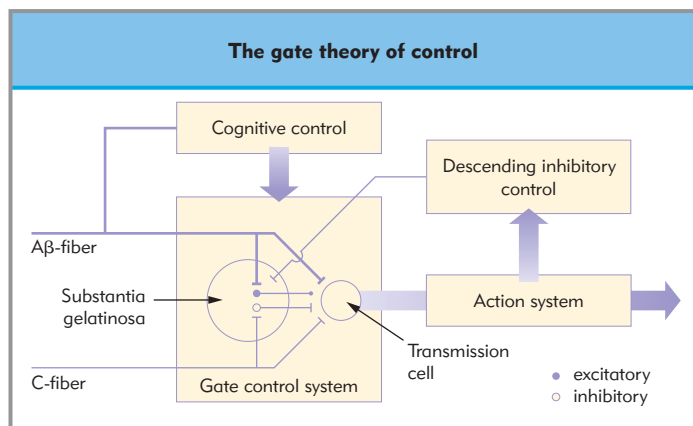 The gate theory of control
Cognitive control
Descending inhibitory
control
Aβ-fiber
Substantia
gelatinosa
Action system
Transmission
cell
C-fiber
Gate control system
excitatory
inhibitory